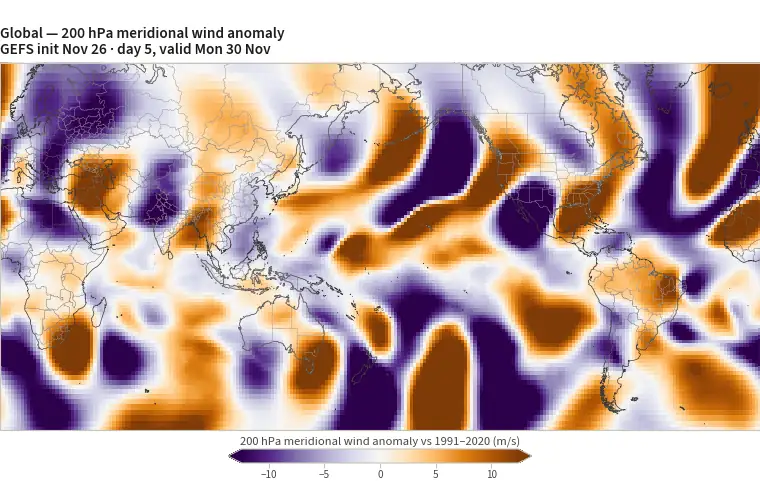 Global — 200 hPa meridional wind anomaly
GEFS init Nov 26 · day 5, valid Mon 30 Nov
200 hPa meridional wind anomaly vs 1991–2020 (m/s)
−10 −5 0 5 10